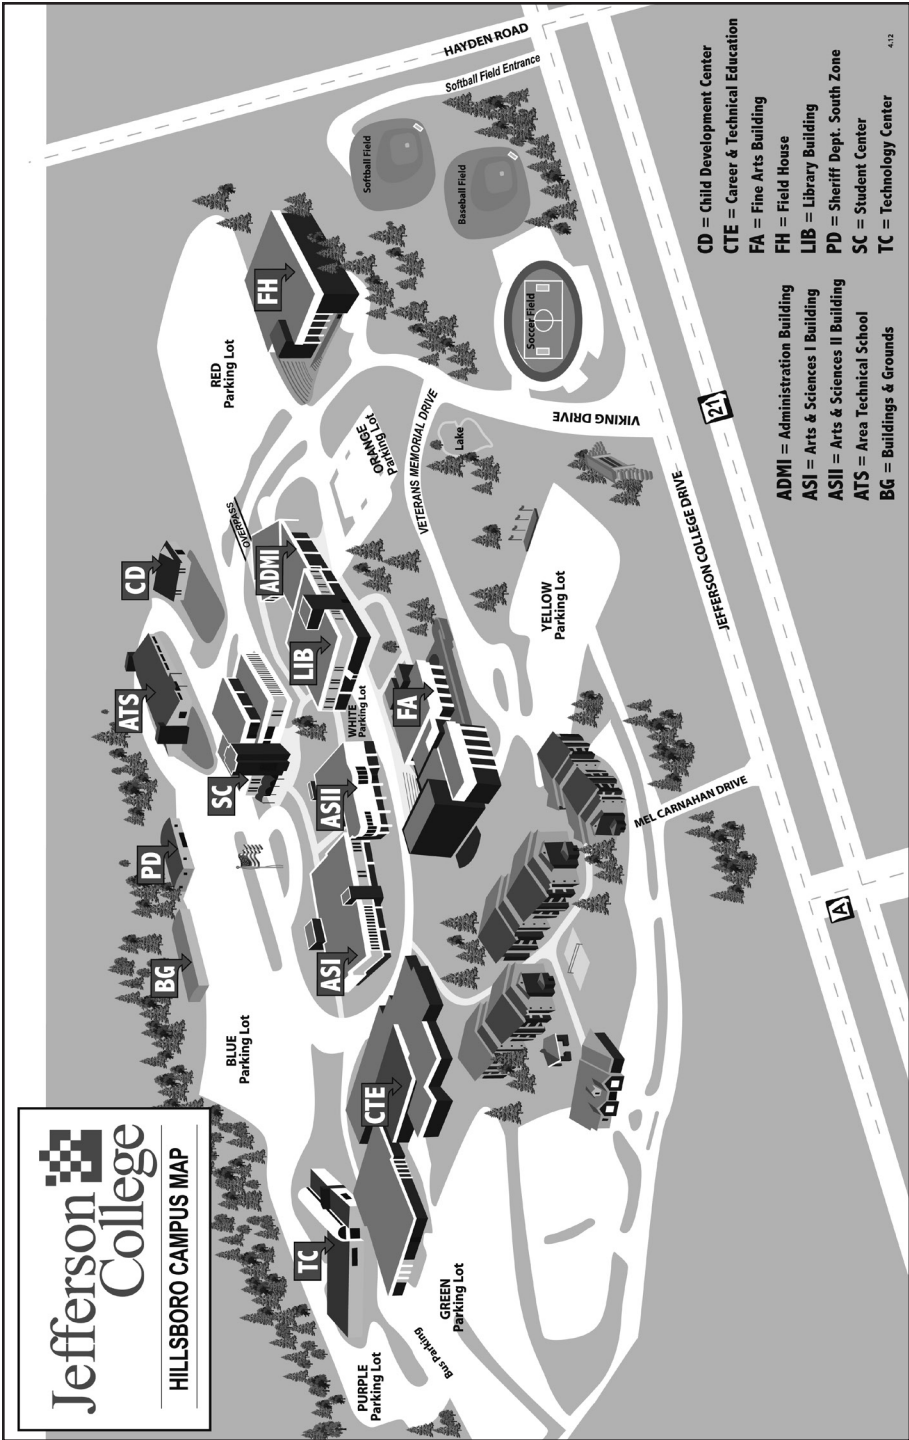 Jefferson
College
HILLSBORO CAMPUS MAP
PURPLE
Parking Lot
TC
Bus Parking
GREEN
Parking Lot
CTE
BLUE
Parking Lot
BG
PD
ASI
ASII
SC
ATS
CD
WHITE
Parking Lot
FA
LIB
ADMI
OVERPASS
RED
Parking Lot
FH
ORANGE
Parking Lot
VETERANS MEMORIAL DRIVE
Lake
YELLOW
Parking Lot
VIKING DRIVE
Soccer Field
Softball Field
Baseball Field
Softball Field Entrance
HAYDEN ROAD
MEL CARNAHAN DRIVE
JEFFERSON COLLEGE DRIVE
A
21
ADMI = Administration Building
ASI = Arts & Sciences I Building
ASII = Arts & Sciences II Building
ATS = Area Technical School
BG = Buildings & Grounds
CD = Child Development Center
CTE = Career & Technical Education
FA = Fine Arts Building
FH = Field House
LIB = Library Building
PD = Sheriff Dept. South Zone
SC = Student Center
TC = Technology Center
4.12